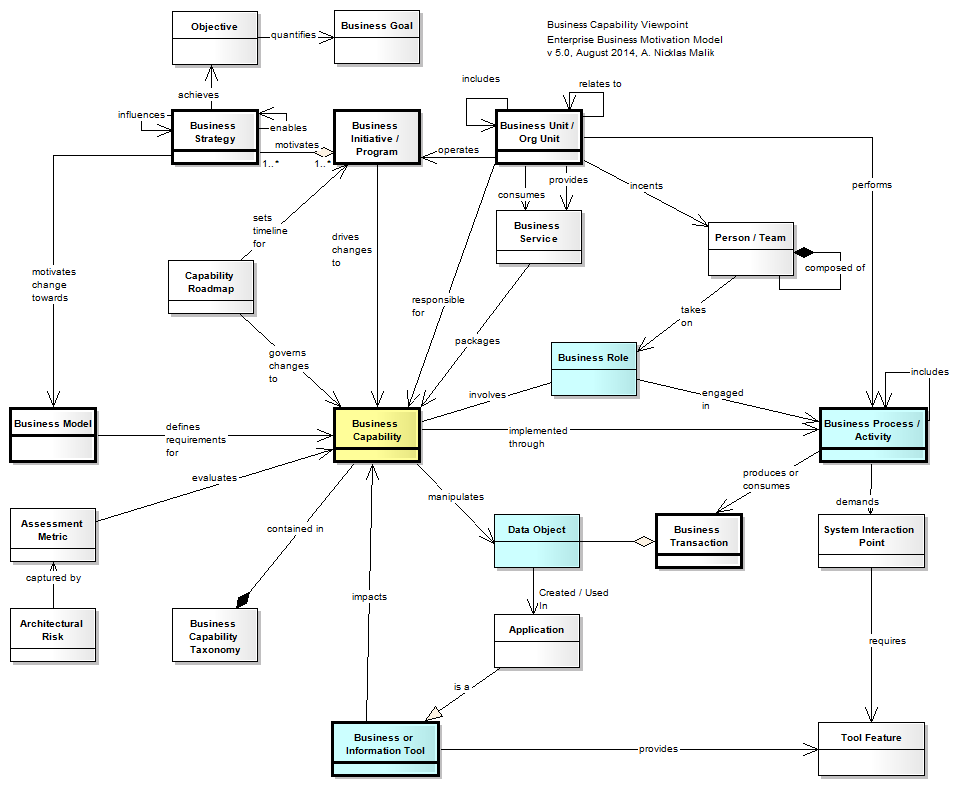 Business Capability Viewpoint
Enterprise Business Motivation Model
v 5.0, August 2014, A. Nicklas Malik
Objective
quantifies
Business Goal
achieves
influences
Business
Strategy
enables
motivates
1..*
1..*
Business
Initiative /
Program
operates
includes
relates to
Business Unit /
Org Unit
performs
consumes
provides
incents
Business
Service
Person / Team
composed of
sets
timeline
for
drives
changes
to
motivates
change
towards
Capability
Roadmap
responsible
for
takes
on
governs
changes
to
packages
Business Role
involves
engaged
in
includes
Business Model
defines
requirements
for
Business
Capability
implemented
through
Business Process /
Activity
evaluates
manipulates
produces or
consumes
demands
Assessment
Metric
contained in
Data Object
Business
Transaction
System Interaction
Point
captured by
impacts
Created / Used
In
Architectural
Risk
Business
Capability
Taxonomy
Application
requires
is a
Business or
Information Tool
provides
Tool Feature